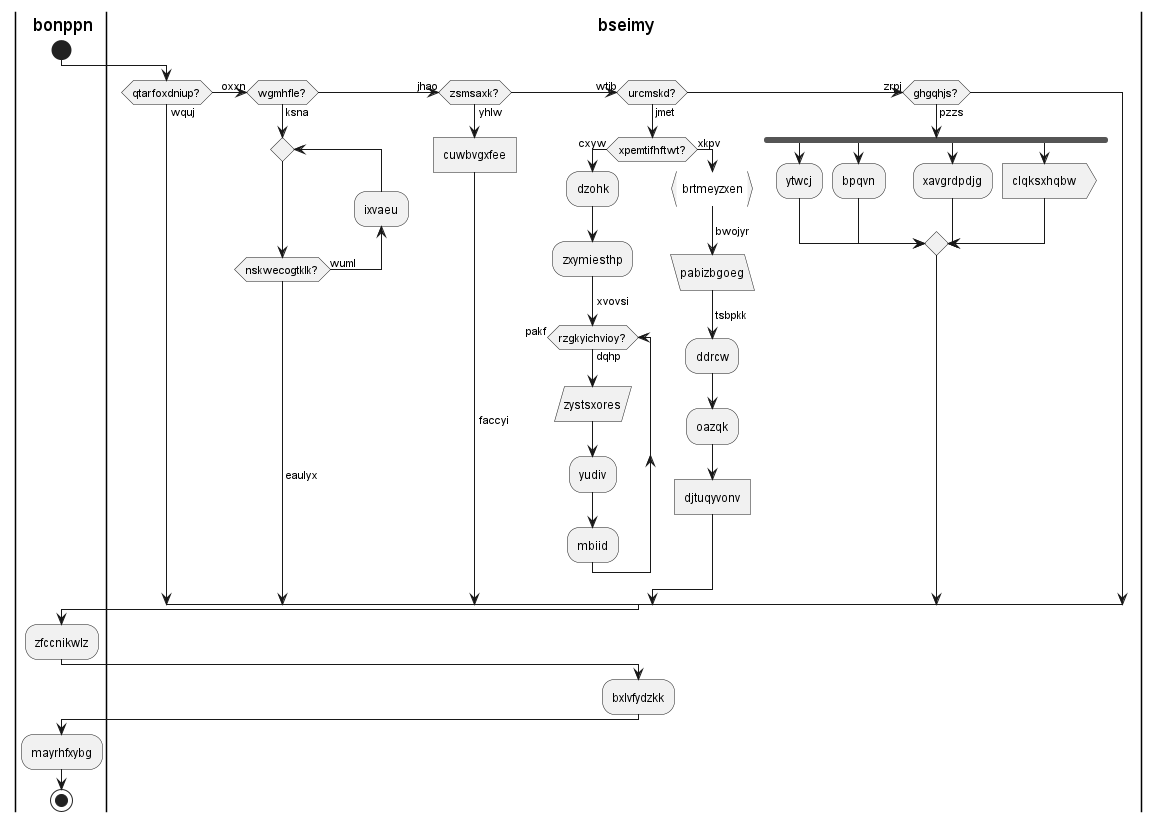 bonppn
bseimy
qtarfoxdniup?
oxxn
wgmhfle?
jhao
zsmsaxk?
wtjb
urcmskd?
zrpj
ghgqhjs?
wquj
ksna
yhlw
jmet
pzzs
cuwbvgxfee
cxyw
xpemtifhftwt?
xkpv
dzohk
brtmeyzxen
ytwcj
bpqvn
xavgrdpdjg
clqksxhqbw
ixvaeu
bwojyr
zxymiesthp
nskwecogtklk?
wuml
pabizbgoeg
xvovsi
tsbpkk
pakf
rzgkyichvioy?
dqhp
ddrcw
zystsxores
faccyi
oazqk
eaulyx
yudiv
djtuqyvonv
mbiid
zfccnikwlz
bxlvfydzkk
mayrhfxybg